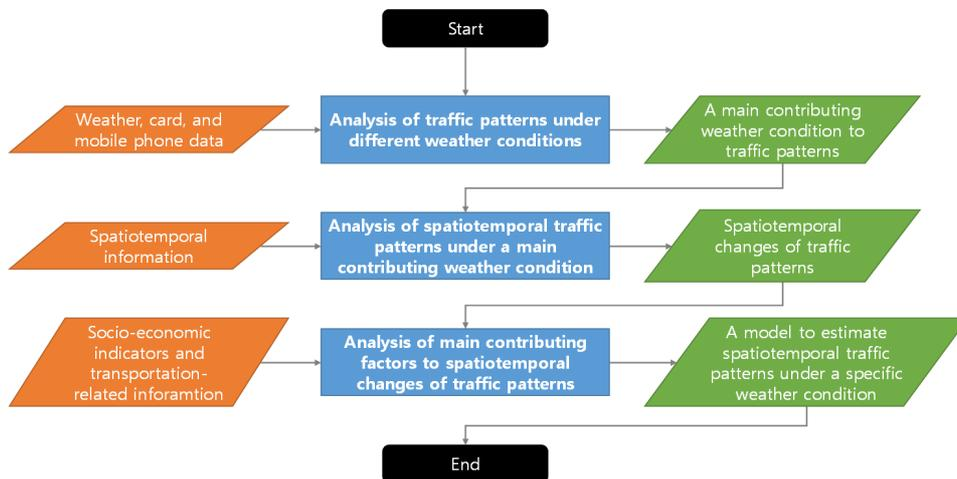 Start
Weather, card, and
mobile phone data
Analysis of traffic patterns under
different weather conditions
A main contributing
weather condition to
traffic patterns
Spatiotemporal
information
Analysis of spatiotemporal traffic
patterns under a main
contributing weather condition
Spatiotemporal
changes of traffic
patterns
Socio-economic
indicators and
transportation-
related inforamtion
Analysis of main contributing
factors to spatiotemporal
changes of traffic patterns
A model to estimate
spatiotemporal traffic
patterns under a specific
weather condition
End